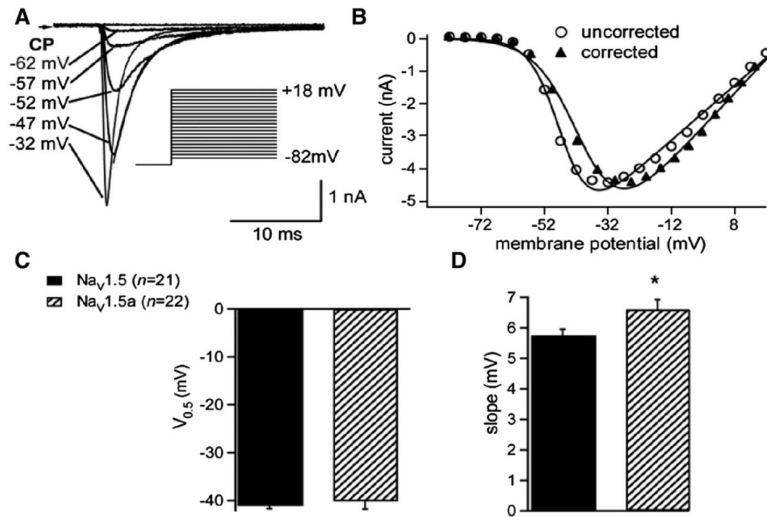 A
CP
-62 mV
-57 mV
-52 mV
-47 mV
-32 mV
+18 mV
-82mV
1 nA
10 ms
B
uncorrected
corrected
0
-1
-2
-3
-4
-5
current (nA)
-72 -52 -32 -12 8
membrane potential (mV)
C
Naᵥ1.5 (n=21)
Naᵥ1.5a (n=22)
0
-10
-20
-30
-40
V₀.₅ (mV)
D
*
7
6
5
4
3
2
1
0
slope (mV)